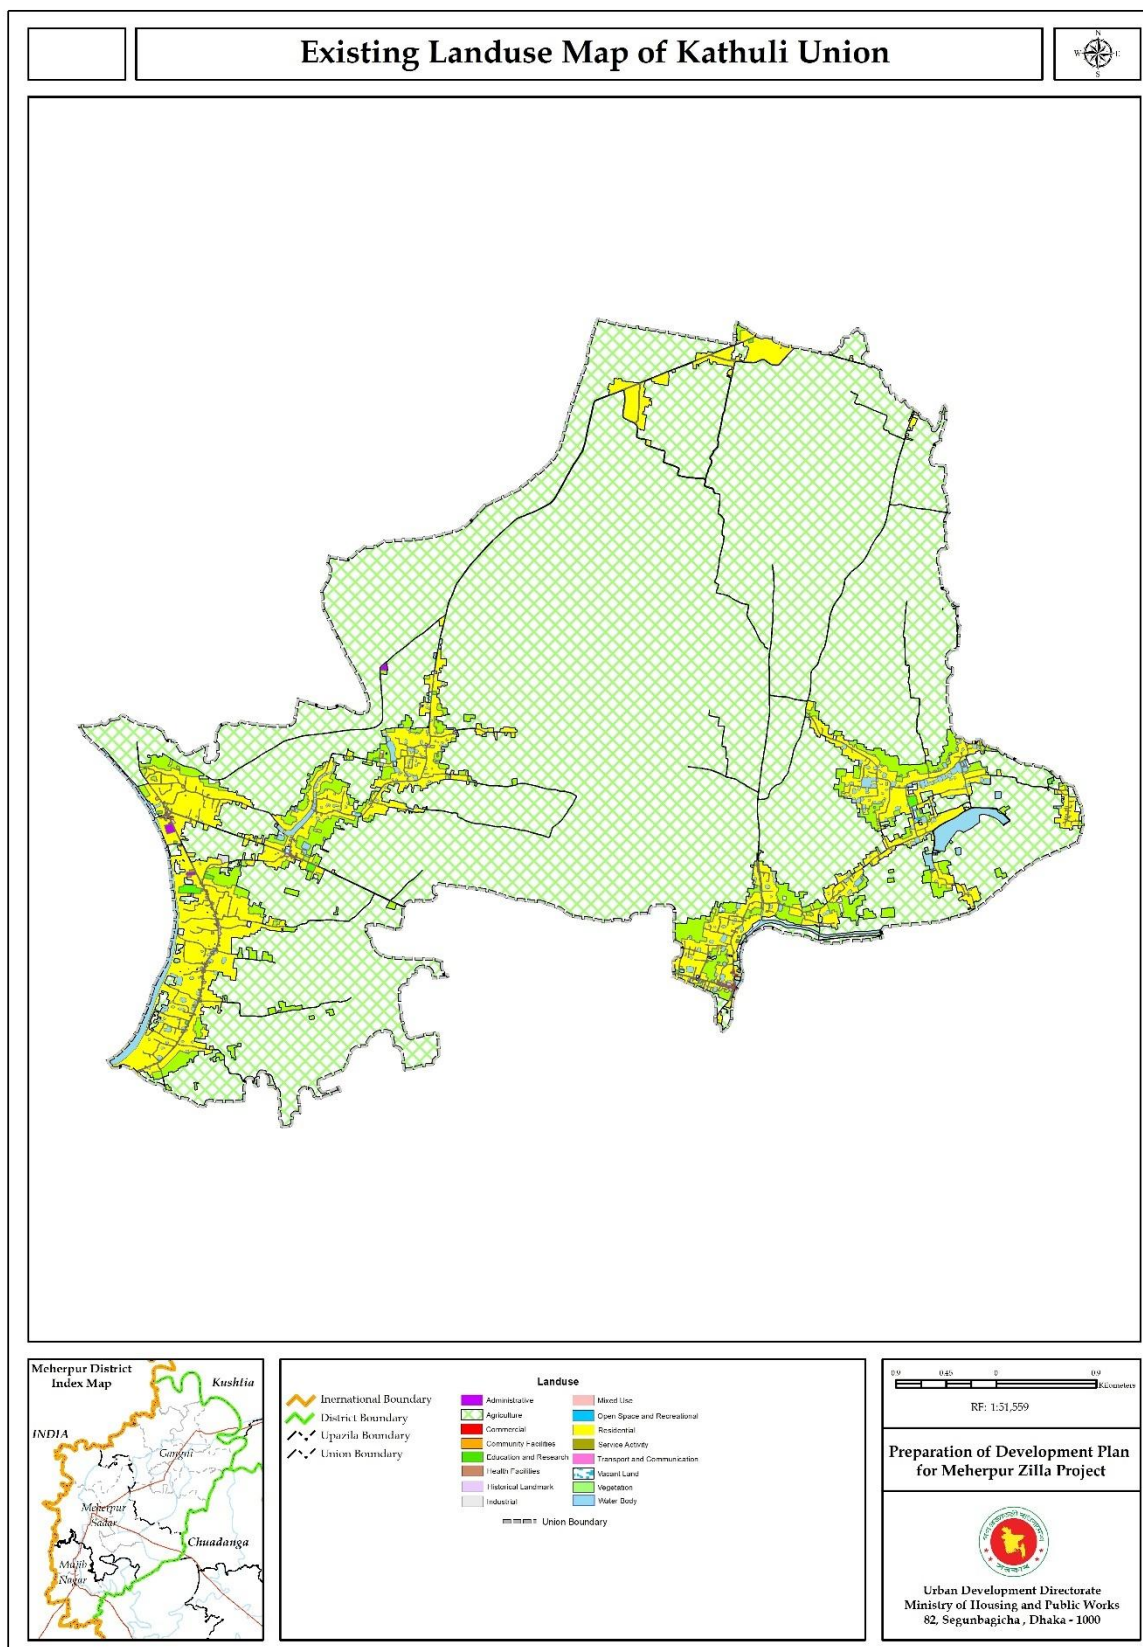 Existing Landuse Map of Kathuli Union
N
W
E
S
Meherpur District
Index Map
Kushtia
INDIA
Gangni
Meherpur
Sadar
Mujib
Nagar
Chuadanga
Inernational Boundary
District Boundary
Upazila Boundary
Union Boundary
Landuse
Administrative
Agriculture
Commercial
Community Facilities
Education and Research
Health Facilities
Historical Landmark
Industrial
Mixed Use
Open Space and Recreational
Residential
Service Activity
Transport and Communication
Vacant Land
Vegetation
Water Body
Union Boundary
0.9 0.45 0 0.9
Kilometers
RF: 1:51,559
Preparation of Development Plan
for Meherpur Zilla Project
Urban Development Directorate
Ministry of Housing and Public Works
82, Segunbagicha , Dhaka - 1000